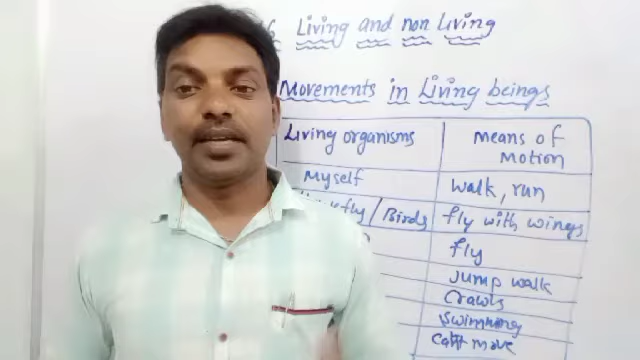 6 Living and non Living
Movements in Living beings
Living organisms
Means of
Motion
Myself
walk, run
fly / Birds
fly with wings
fly
Jump walk
Crawls
Swimming
move